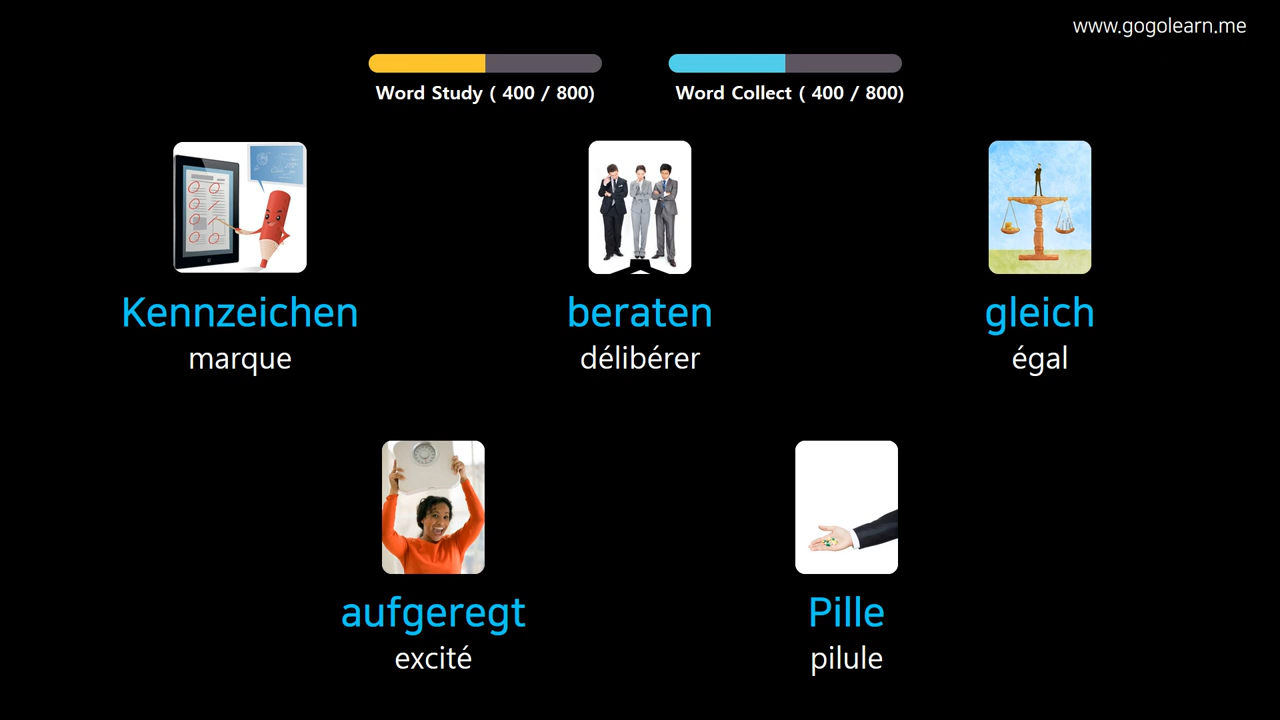 www.gogolearn.me
Word Study ( 400 / 800)
Word Collect ( 400 / 800)
Kennzeichen
marque
beraten
délibérer
gleich
égal
aufgeregt
excité
Pille
pilule